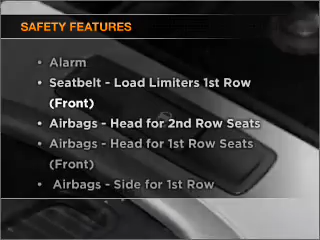 SAFETY FEATURES
• Alarm
• Seatbelt - Load Limiters 1st Row
(Front)
• Airbags - Head for 2nd Row Seats
• Airbags - Head for 1st Row Seats
(Front)
• Airbags - Side for 1st Row